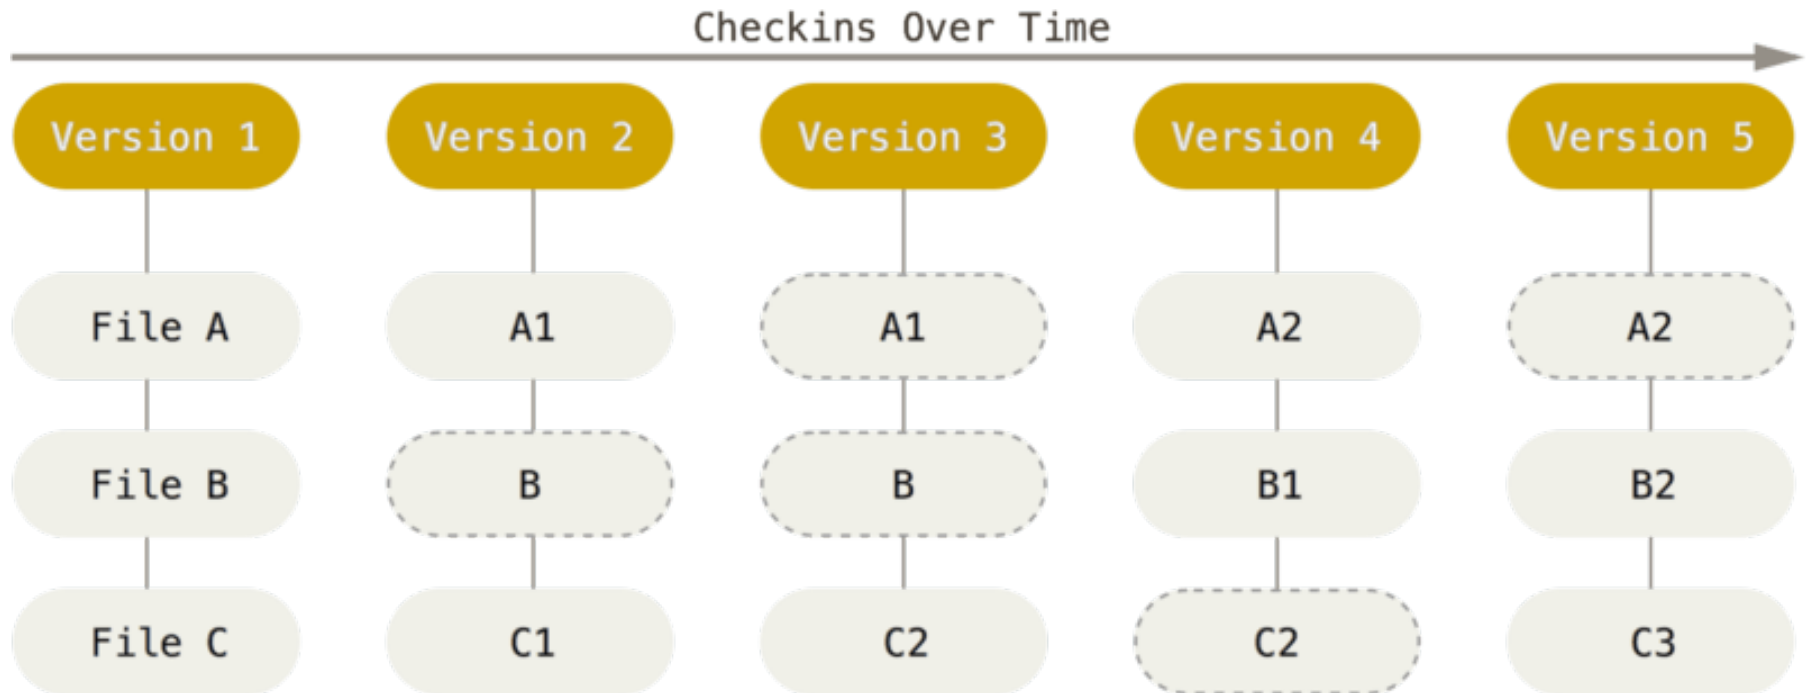 Checkins Over Time
Version 1 Version 2 Version 3 Version 4 Version 5
File A A1 A1 A2 A2
File B B B B1 B2
File C C1 C2 C2 C3